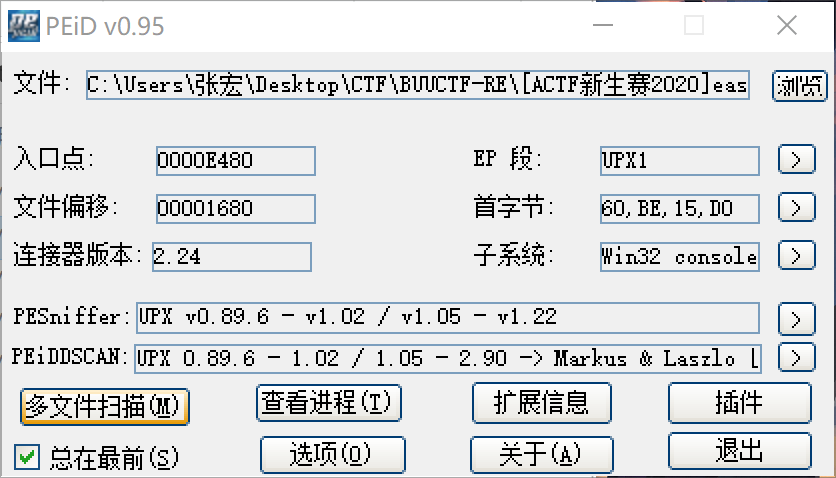 PEiD v0.95
文件: C:\Users\张宏\Desktop\CTF\BUUCTF-RE\[ACTF新生赛2020]eas 浏览
入口点: 0000E480 EP 段: UPX1 >
文件偏移: 00001680 首字节: 60,BE,15,D0 >
连接器版本: 2.24 子系统: Win32 console >
PESniffer: UPX v0.89.6 - v1.02 / v1.05 - v1.22 >
PEiDDSCAN: UPX 0.89.6 - 1.02 / 1.05 - 2.90 -> Markus & Laszlo [ >
多文件扫描(M) 查看进程(T) 扩展信息 插件
总在最前(S) 选项(O) 关于(A) 退出